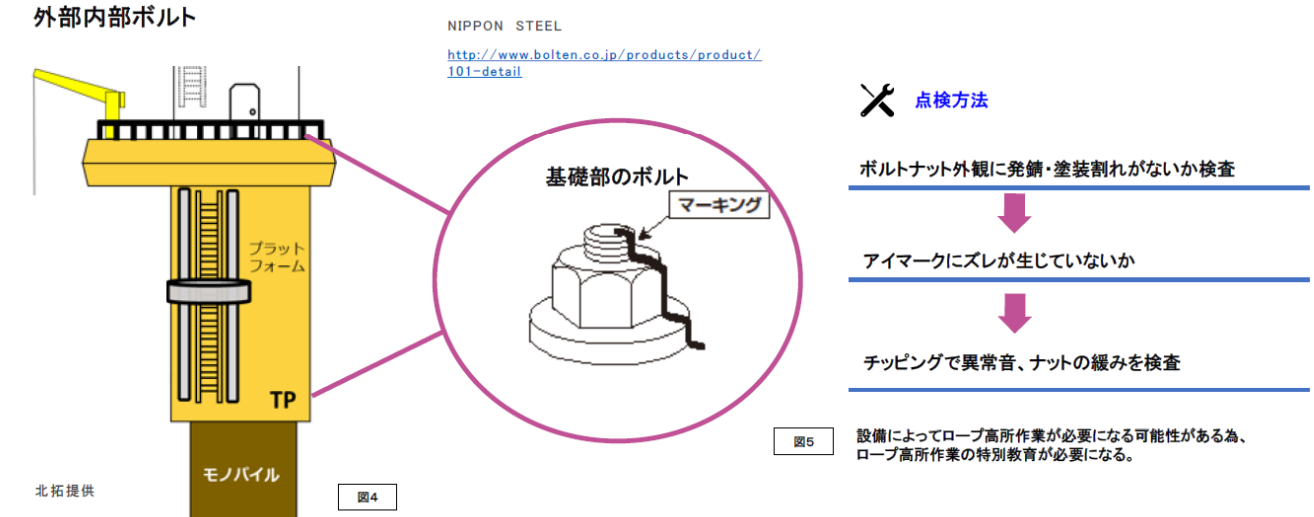 外部内部ボルト
NIPPON STEEL
http://www.bolten.co.jp/products/product/
101-detail
プラット
フォーム
TP
モノパイル
北拓提供
図4
基礎部のボルト
マーキング
図5
点検方法
ボルトナット外観に発錆・塗装割れがないか検査
アイマークにズレが生じていないか
チッピングで異常音、ナットの緩みを検査
設備によってロープ高所作業が必要になる可能性がある為、
ロープ高所作業の特別教育が必要になる。